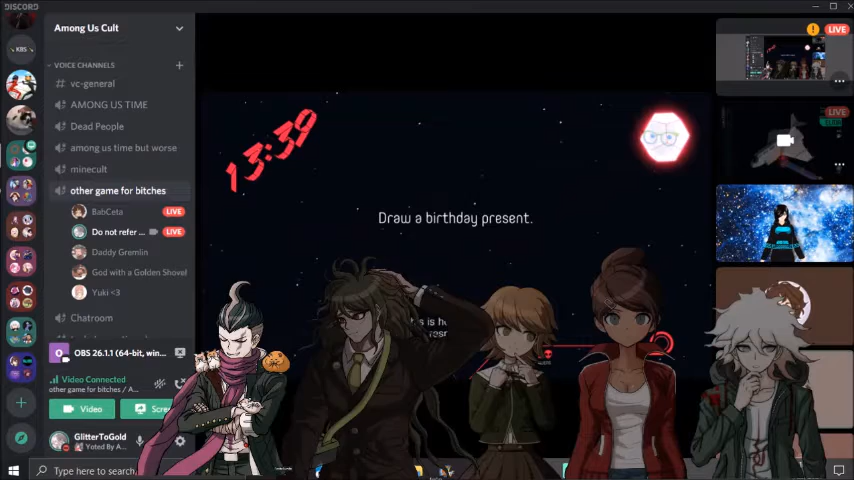 DISCORD
Among Us Cult
KBS
VOICE CHANNELS
vc-general
AMONG US TIME
Dead People
among us time but worse
minecult
other game for bitches
BabCeta LIVE
Do not refer ... LIVE
Daddy Gremlin
God with a Golden Shovel
Yuki <3
Chatroom
OBS 26.1.1 (64-bit, win...
Video Connected
other game for bitches / A...
Video
Scre
GlitterToGold
Voted By A...
Type here to search
13:39
Draw a birthday present.
LIVE
LIVE